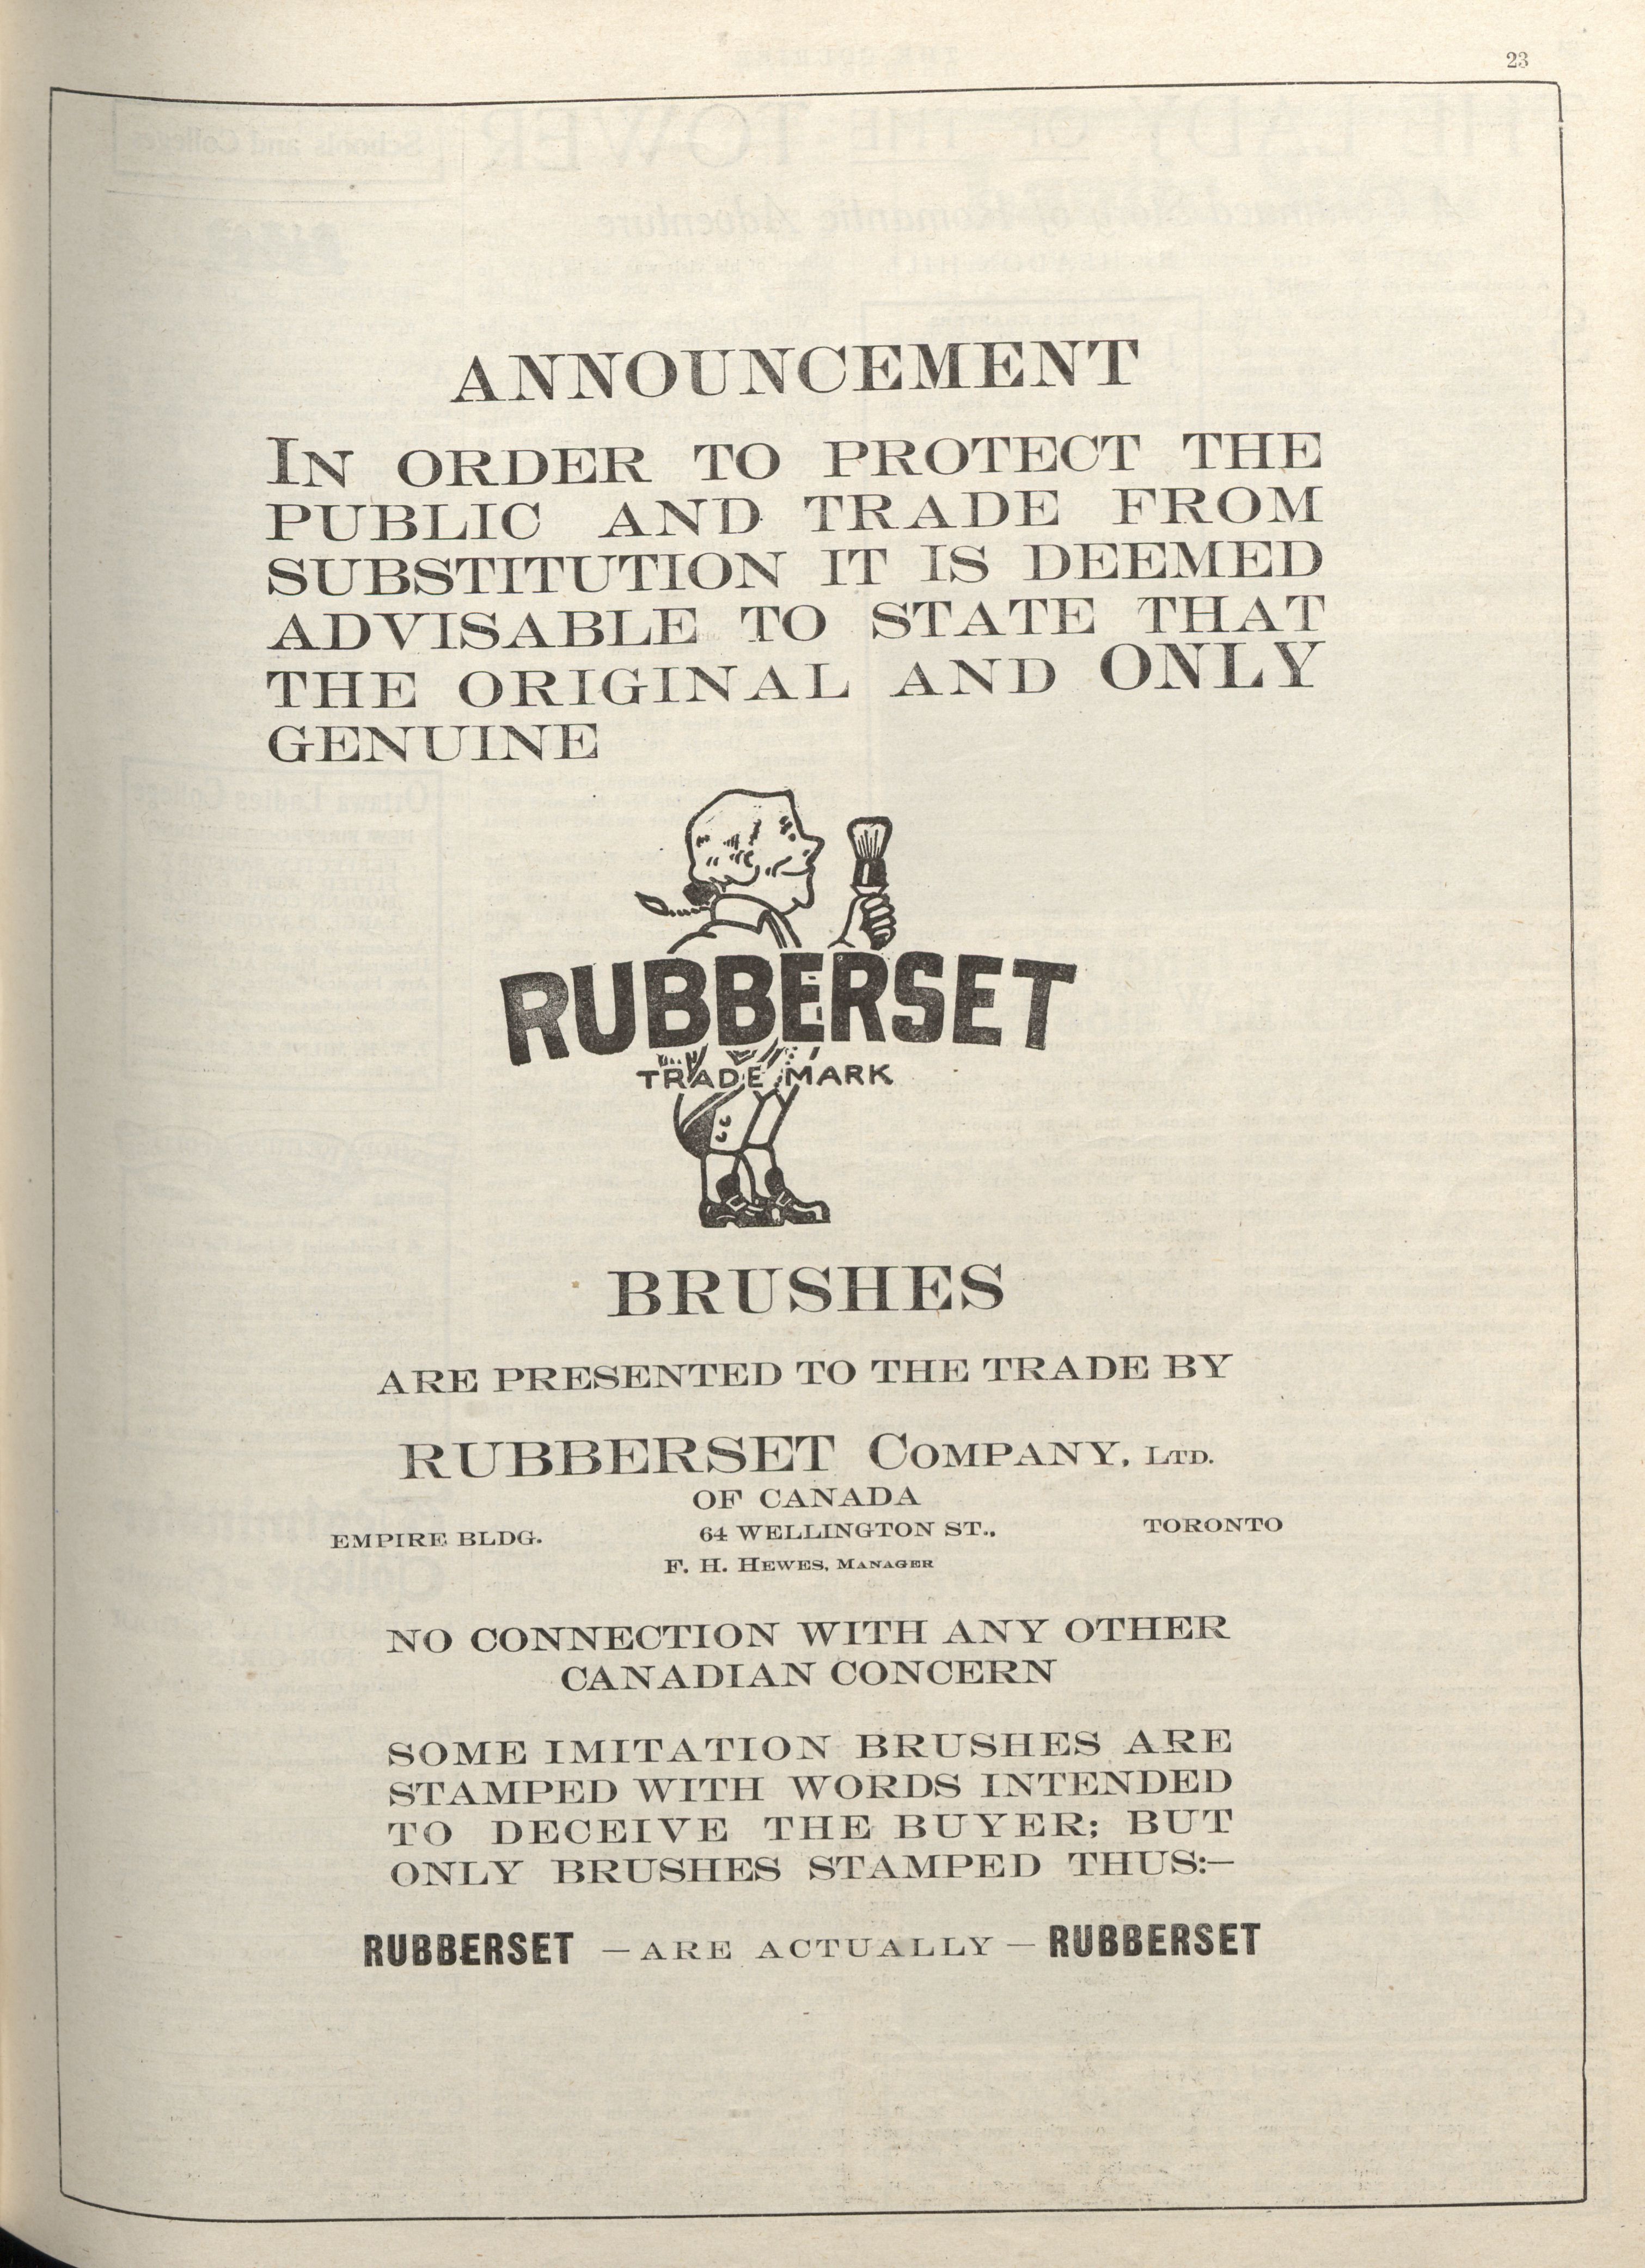 23
ANNOUNCEMENT
IN ORDER TO PROTECT THE
PUBLIC AND TRADE FROM
SUBSTITUTION IT IS DEEMED
ADVISABLE TO STATE THAT
THE ORIGINAL AND ONLY
GENUINE
RUBBERSET
TRADE MARK
BRUSHES
ARE PRESENTED TO THE TRADE BY
RUBBERSET COMPANY, LTD.
OF CANADA
EMPIRE BLDG. 64 WELLINGTON ST., TORONTO
F. H. HEWES, MANAGER
NO CONNECTION WITH ANY OTHER
CANADIAN CONCERN
SOME IMITATION BRUSHES ARE
STAMPED WITH WORDS INTENDED
TO DECEIVE THE BUYER; BUT
ONLY BRUSHES STAMPED THUS:—
RUBBERSET — ARE ACTUALLY — RUBBERSET